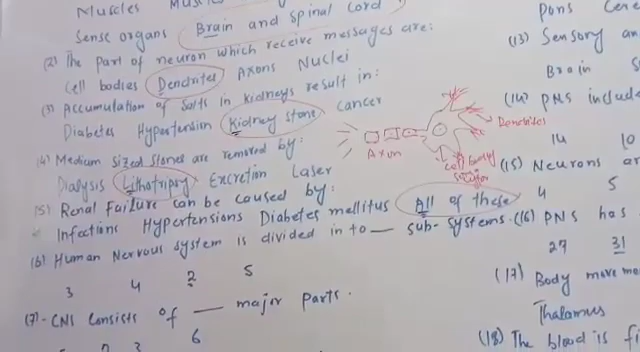 Muscles
Sense organs Brain and Spinal Cord
(2) The part of neuron which receive messages are:
Cell bodies Dendrites Axons Nuclei
(3) Accumulation of Salts in kidneys result in:
Diabetes Hypertension Kidney stone Cancer
(4) Medium sized stones are removed by:
Dialysis Lithotripsy Excretion Laser
(5) Renal Failure can be caused by:
Infections Hypertensions Diabetes mellitus All of these
(6) Human Nervous system is divided in to — sub-systems.
3 4 2 5
(7)- CNS Consists of — major parts.
3 6
Axon
Dendrites
Cell body
Pons
(13) Sensory
Brain
(14) PNS
14 10
(15) Neurons
4 5
(16) PNS has
27 31
(17) Body
Thalamus
(18) The blood is